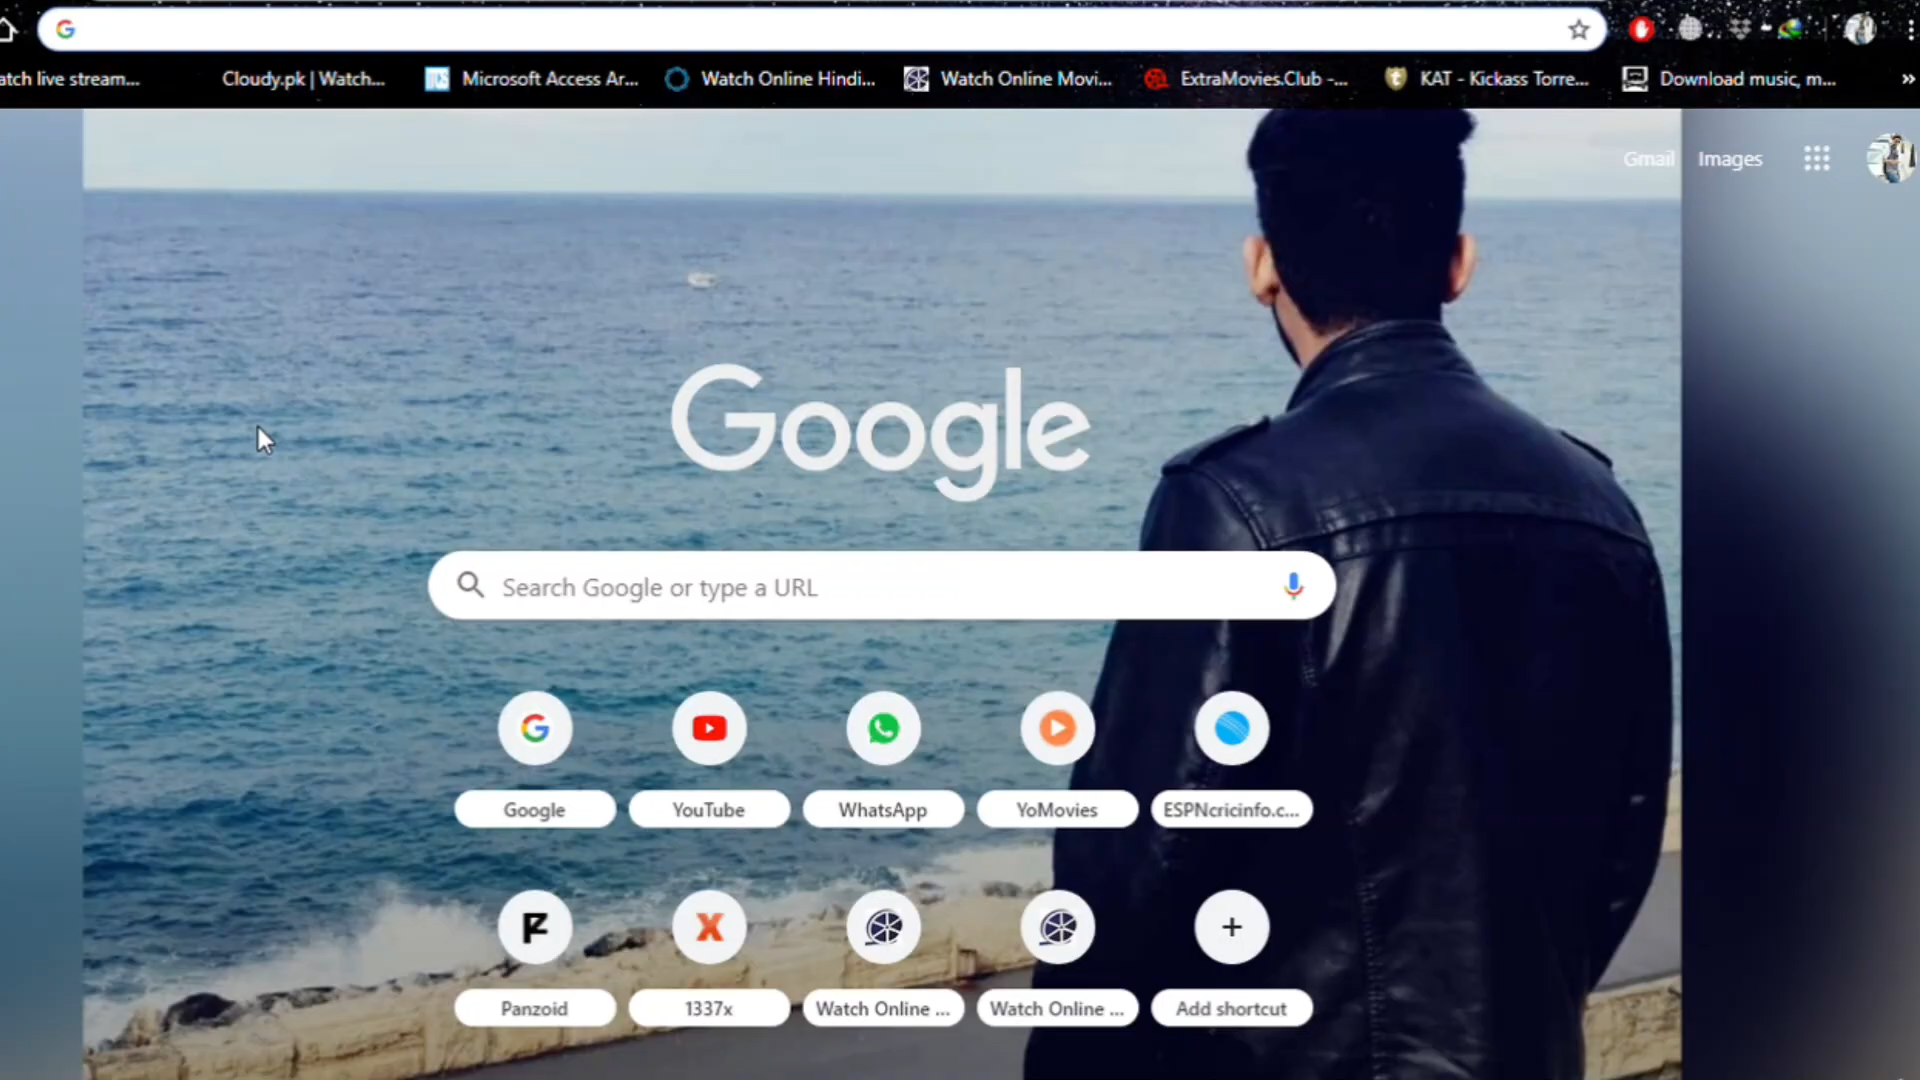 atch live stream...
Cloudy.pk | Watch...
Microsoft Access Ar...
Watch Online Hindi...
Watch Online Movi...
ExtraMovies.Club -...
KAT - Kickass Torre...
Download music, m...
»
Gmail
Images
Google
Search Google or type a URL
Google
YouTube
WhatsApp
YoMovies
ESPNcricinfo.c...
Panzoid
1337x
Watch Online ...
Watch Online ...
Add shortcut